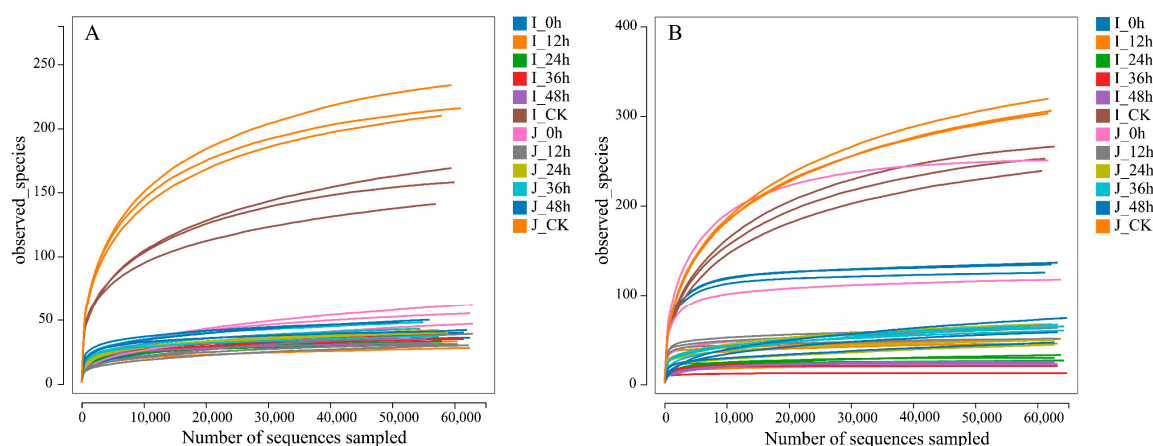 A
observed_species
250
200
150
100
50
0
0 10,000 20,000 30,000 40,000 50,000 60,000
Number of sequences sampled
I_0h
I_12h
I_24h
I_36h
I_48h
I_CK
J_0h
J_12h
J_24h
J_36h
J_48h
J_CK
B
observed_species
400
300
200
100
0
0 10,000 20,000 30,000 40,000 50,000 60,000
Number of sequences sampled
I_0h
I_12h
I_24h
I_36h
I_48h
I_CK
J_0h
J_12h
J_24h
J_36h
J_48h
J_CK